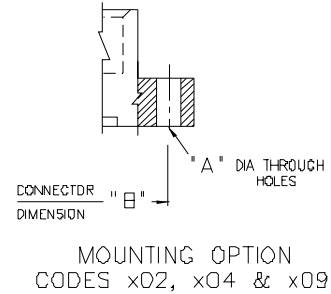 "A" DIA THROUGH
HOLES
CONNECTOR "B"
DIMENSION
MOUNTING OPTION
CODES x02, x04 & x09